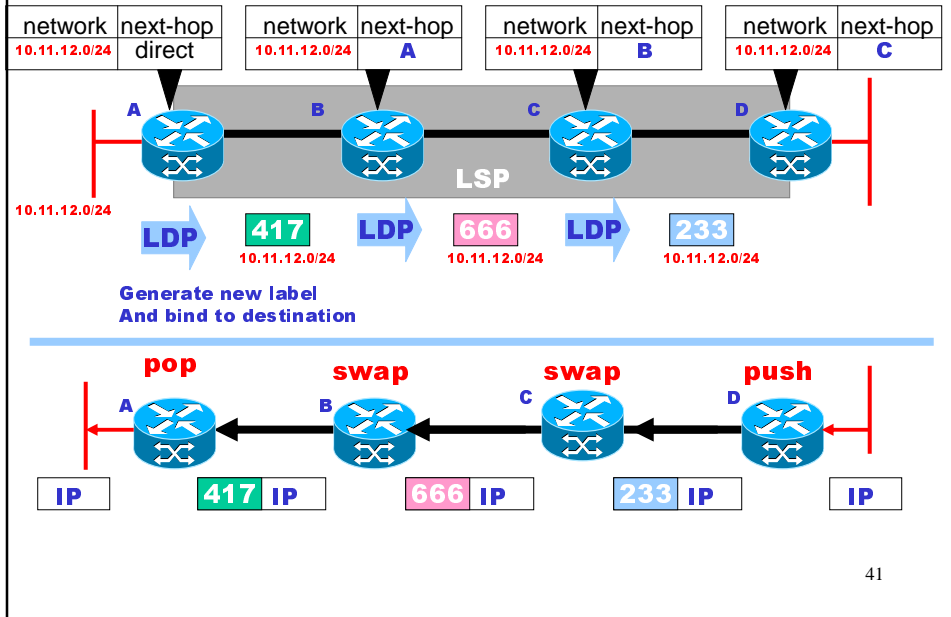 network next-hop network next-hop network next-hop network next-hop
10.11.12.0/24 direct 10.11.12.0/24 A 10.11.12.0/24 B 10.11.12.0/24 C
A B C D
LSP
10.11.12.0/24
LDP 417 LDP 666 LDP 233
10.11.12.0/24 10.11.12.0/24 10.11.12.0/24
Generate new label
And bind to destination
pop swap swap push
A B C D
IP 417 IP 666 IP 233 IP IP
41